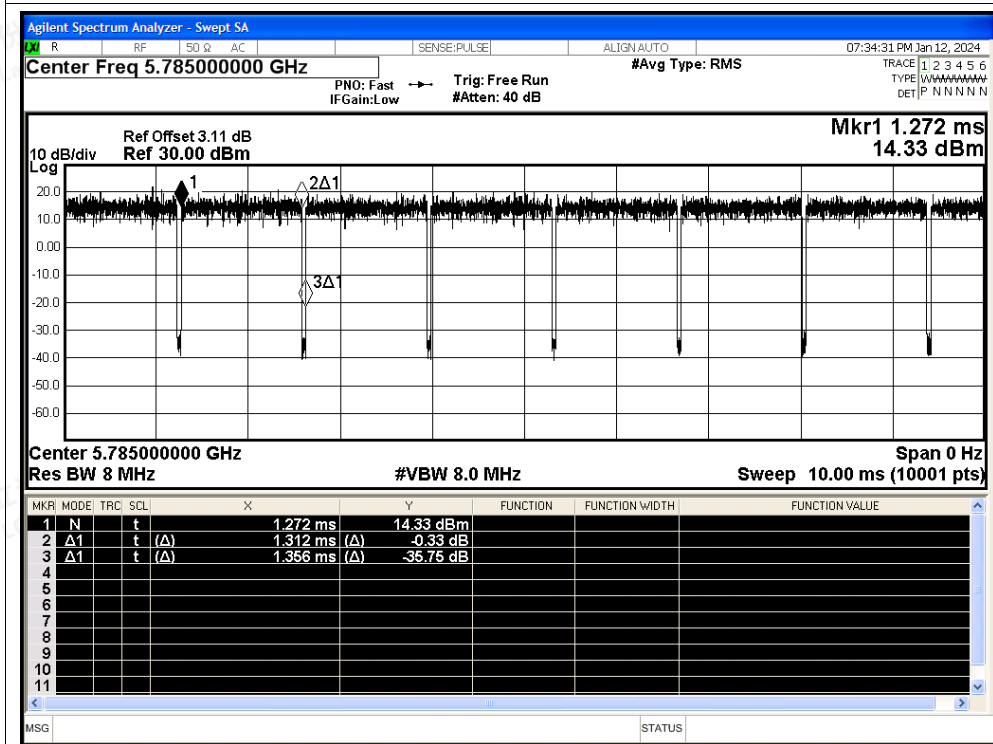 Agilent Spectrum Analyzer - Swept SA
LXI R RF 50 Ω AC SENSE:PULSE ALIGN AUTO 07:34:31 PM Jan 12, 2024
Center Freq 5.785000000 GHz
PNO: Fast
IFGain:Low
Trig: Free Run
#Atten: 40 dB
#Avg Type: RMS
TRACE 1 2 3 4 5 6
TYPE W
DET P N N N N N
Mkr1 1.272 ms
14.33 dBm
Ref Offset 3.11 dB
10 dB/div Ref 30.00 dBm
Log
1
2Δ1
3Δ1
20.0
10.0
0.00
-10.0
-20.0
-30.0
-40.0
-50.0
-60.0
Center 5.785000000 GHz Span 0 Hz
Res BW 8 MHz #VBW 8.0 MHz Sweep 10.00 ms (10001 pts)
MKR MODE TRC SCL X Y FUNCTION FUNCTION WIDTH FUNCTION VALUE
1 N t 1.272 ms 14.33 dBm
2 Δ1 t (Δ) 1.312 ms (Δ) -0.33 dB
3 Δ1 t (Δ) 1.356 ms (Δ) -35.75 dB
4
5
6
7
8
9
10
11
MSG STATUS